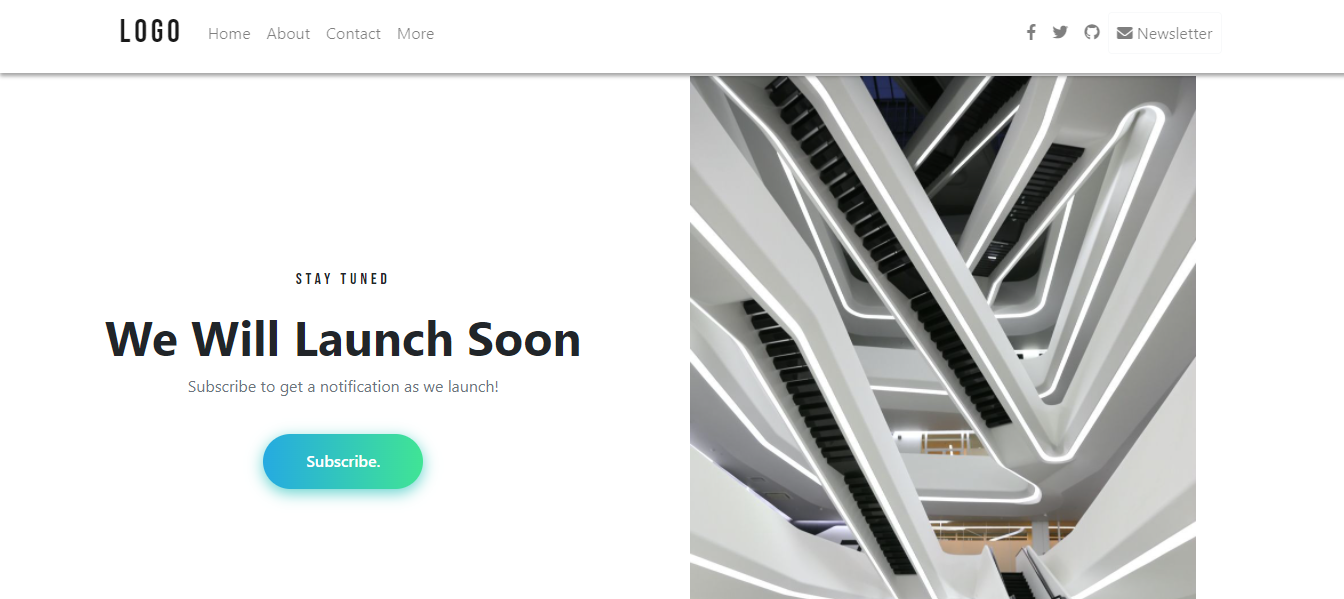 LOGO Home About Contact More Newsletter
STAY TUNED
We Will Launch Soon
Subscribe to get a notification as we launch!
Subscribe.